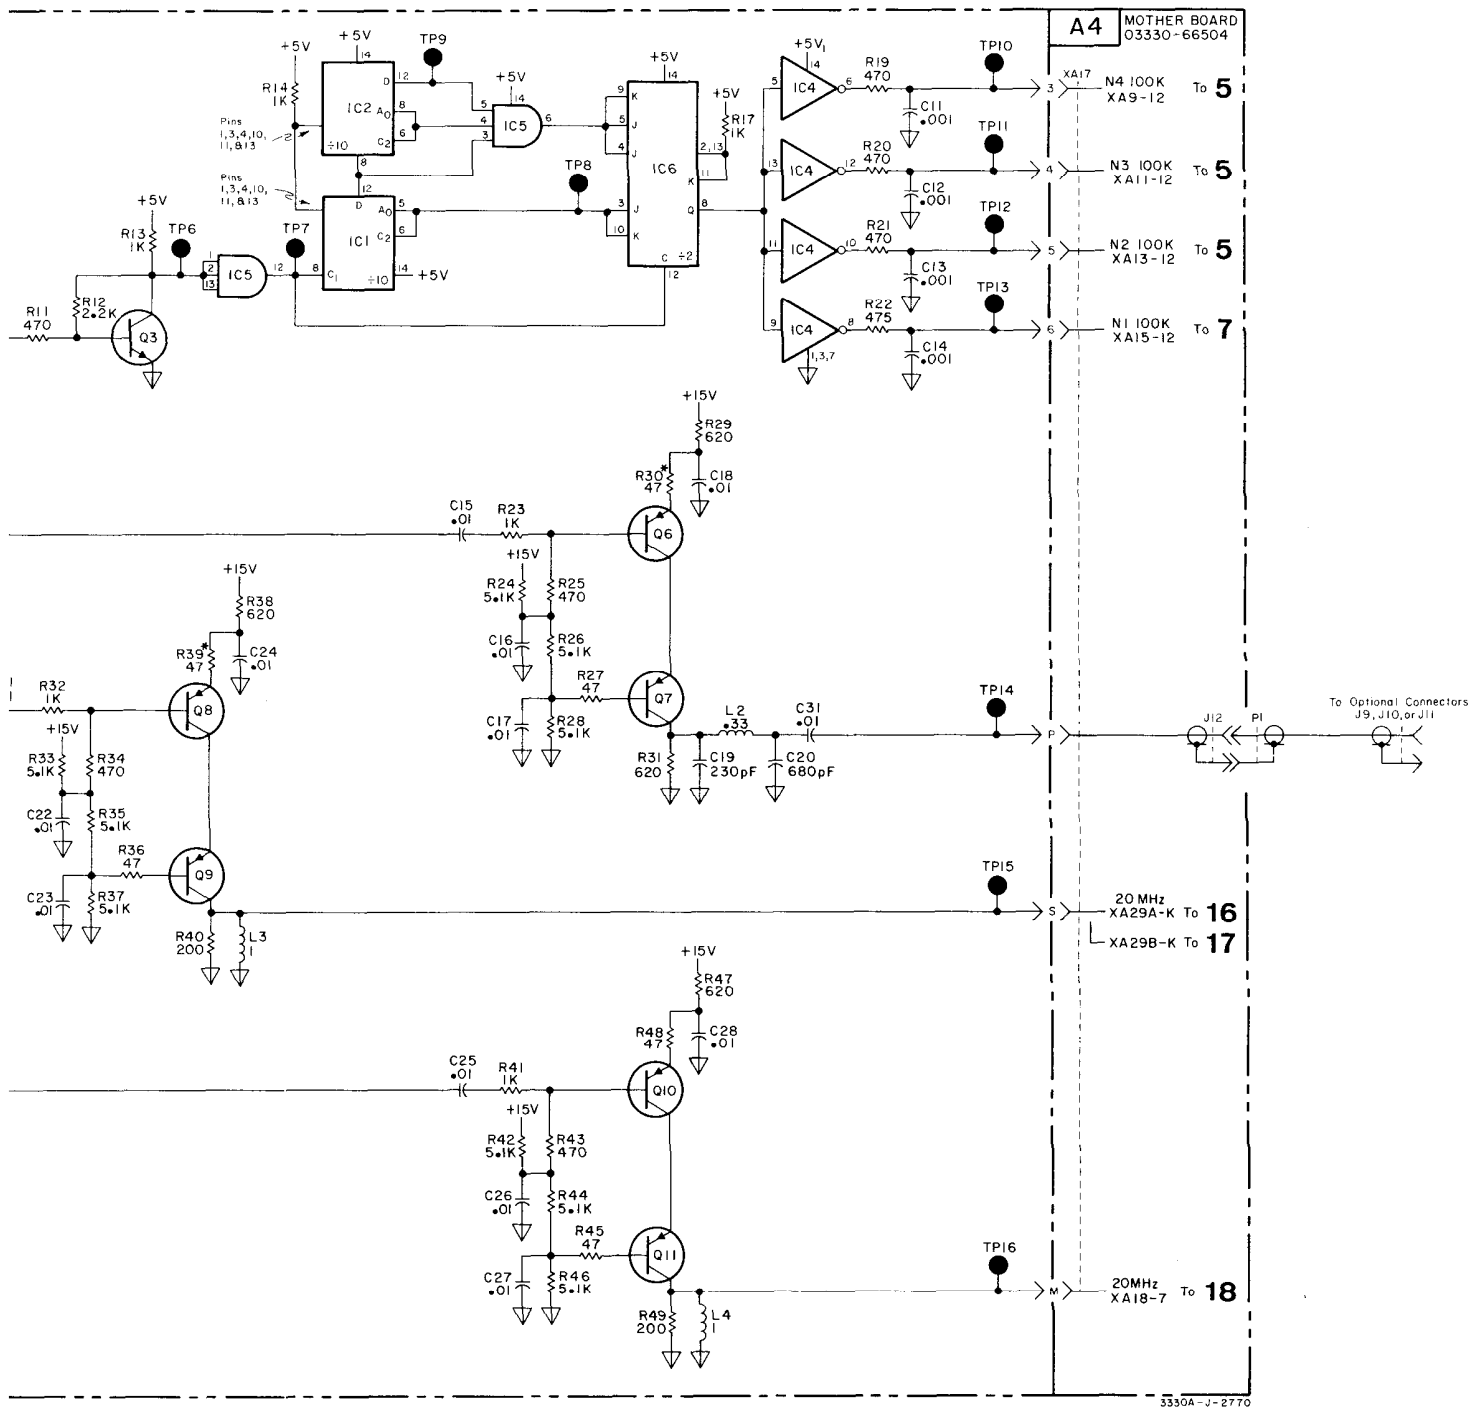 A4
MOTHER BOARD
03330-66504
+5V
+5V
14
TP9
R14
1K
D
12
IC2
A0
8
C2
6
÷10
8
Pins
1,3,4,10,
11,&13
Pins
1,3,4,10,
11,&13
+5V
14
5
4
3
IC5
6
12
D
A0
5
C2
6
IC1
C1
8
÷10
14
+5V
+5V
R13
1K
TP6
1
2
13
IC5
12
TP7
R11
470
R12
2.2K
Q3
TP8
+5V
14
9
K
5
J
4
J
IC6
3
J
10
K
C
÷2
12
2,13
11
K
Q
8
+5V
R17
1K
+5V1
14
5
IC4
6
R19
470
C11
.001
TP10
3
XA17
N4 100K
XA9-12
To 5
13
IC4
12
R20
470
C12
.001
TP11
4
N3 100K
XA11-12
To 5
11
IC4
10
R21
470
C13
.001
TP12
5
N2 100K
XA13-12
To 5
9
IC4
8
1,3,7
R22
475
C14
.001
TP13
6
N1 100K
XA15-12
To 7
+15V
R29
620
R30*
47
C18
.01
C15
.01
R23
1K
Q6
+15V
R24
5.1K
R25
470
C16
.01
R26
5.1K
R27
47
Q7
C17
.01
R28
5.1K
R31
620
C19
230pF
L2
.33
C20
680pF
C31
.01
TP14
P
J12
P1
To Optional Connectors
J9, J10, or J11
+15V
R38
620
R39*
47
C24
.01
R32
1K
Q8
+15V
R33
5.1K
R34
470
C22
.01
R35
5.1K
R36
47
Q9
C23
.01
R37
5.1K
R40
200
L3
1
TP15
S
20 MHz
XA29A-K To 16
XA29B-K To 17
+15V
R47
620
R48
47
C28
.01
C25
.01
R41
1K
Q10
+15V
R42
5.1K
R43
470
C26
.01
R44
5.1K
R45
47
Q11
C27
.01
R46
5.1K
R49
200
L4
1
TP16
M
20MHz
XA18-7
To 18
3330A-J-2770